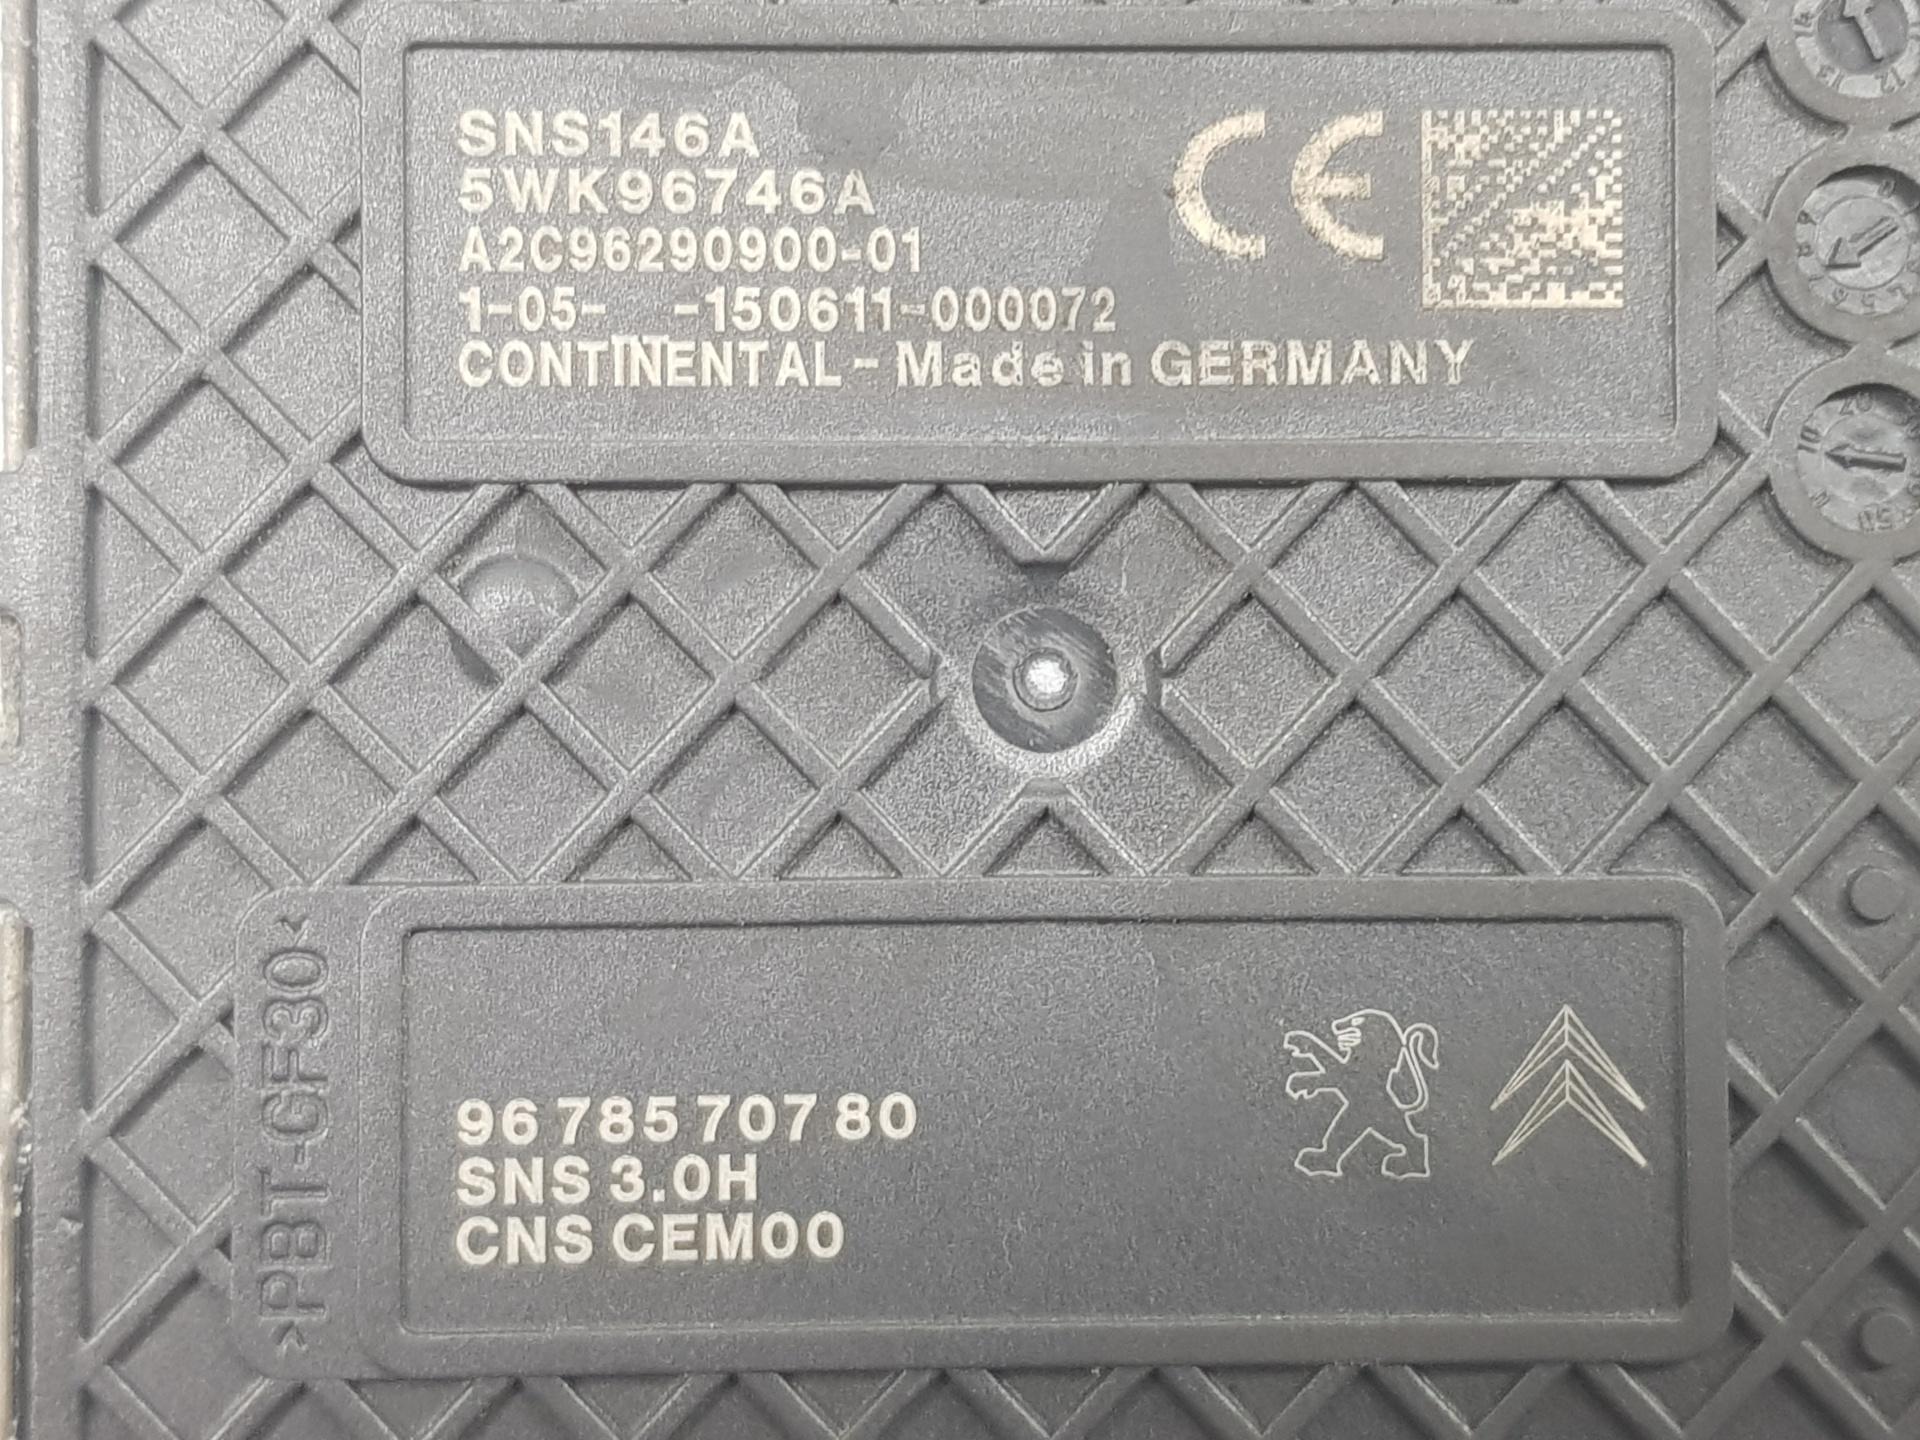 SNS146A
5WK96746A
A2C96290900-01
1-05-   -150611-000072
CONTINENTAL - Made in GERMANY
CE
>PBT-GF30<
96 785 707 80
SNS 3.0H
CNS CEM00